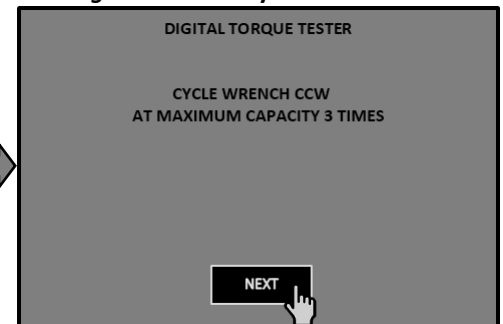 DIGITAL TORQUE TESTER
CYCLE WRENCH CCW
AT MAXIMUM CAPACITY 3 TIMES
NEXT